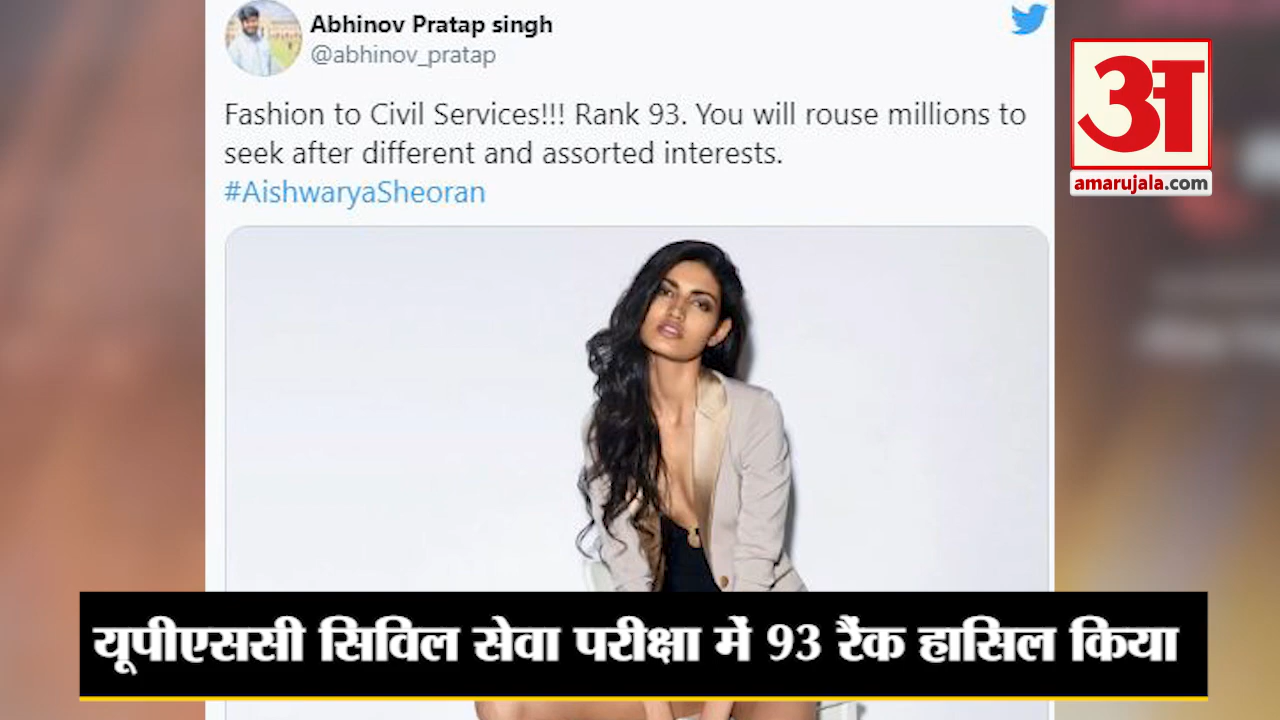 Abhinov Pratap singh
@abhinov_pratap
Fashion to Civil Services!!! Rank 93. You will rouse millions to
seek after different and assorted interests.
#AishwaryaSheoran
अ
amarujala.com
यूपीएससी सिविल सेवा परीक्षा में 93 रैंक हासिल किया